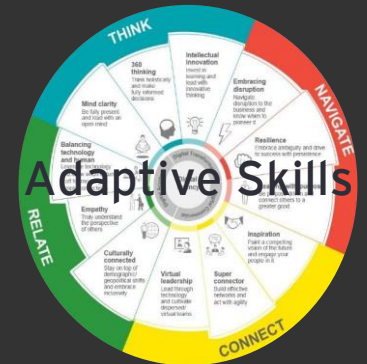 THINK
Intellectual
innovation
Invest in
learning and
lead with
innovative
thinking
360
thinking
Think holistically
and make
fully informed
decisions
Embracing
disruption
Navigate
disruption to the
business and
know when to
pioneer it
NAVIGATE
Mind clarity
Be fully present
and lead with an
open mind
Resilience
Embrace ambiguity and drive
to success with persistence
Balancing
technology
and human
Adaptive Skills
connect others to a
greater good
Empathy
Truly understand
the perspective
of others
RELATE
Inspiration
Paint a compelling
vision of the future
and engage your
people in it
Culturally
connected
Stay on top of
demographic/
geopolitical shifts
and embrace
inclusivity
Virtual
leadership
Lead through
technology
and cultivate
dispersed/
virtual teams
Super
connector
Build effective
networks and
act with agility
CONNECT